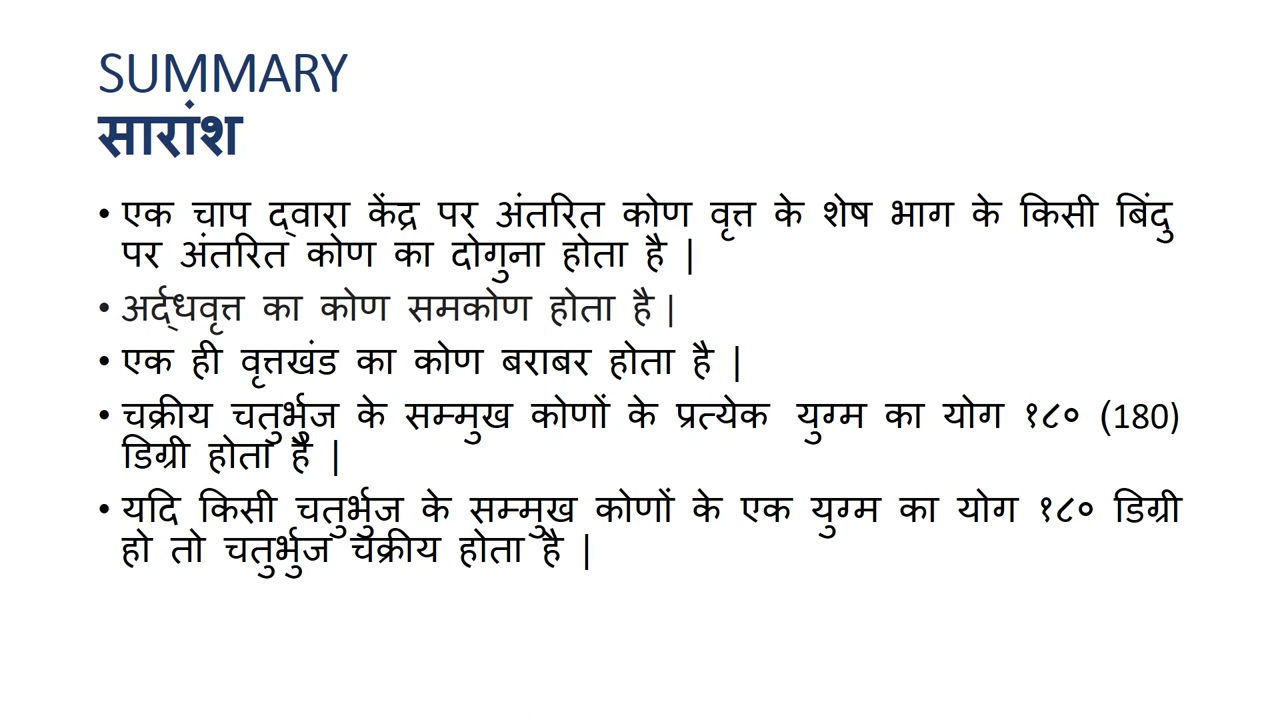 SUMMARY
सारांश
• एक चाप द्वारा केंद्र पर अंतरित कोण वृत्त के शेष भाग के किसी बिंदु
पर अंतरित कोण का दोगुना होता है |
• अर्द्धवृत्त का कोण समकोण होता है |
• एक ही वृत्तखंड का कोण बराबर होता है |
• चक्रीय चतुर्भुज के सम्मुख कोणों के प्रत्येक युग्म का योग १८० (180)
डिग्री होता है |
• यदि किसी चतुर्भुज के सम्मुख कोणों के एक युग्म का योग १८० डिग्री
हो तो चतुर्भुज चक्रीय होता है |